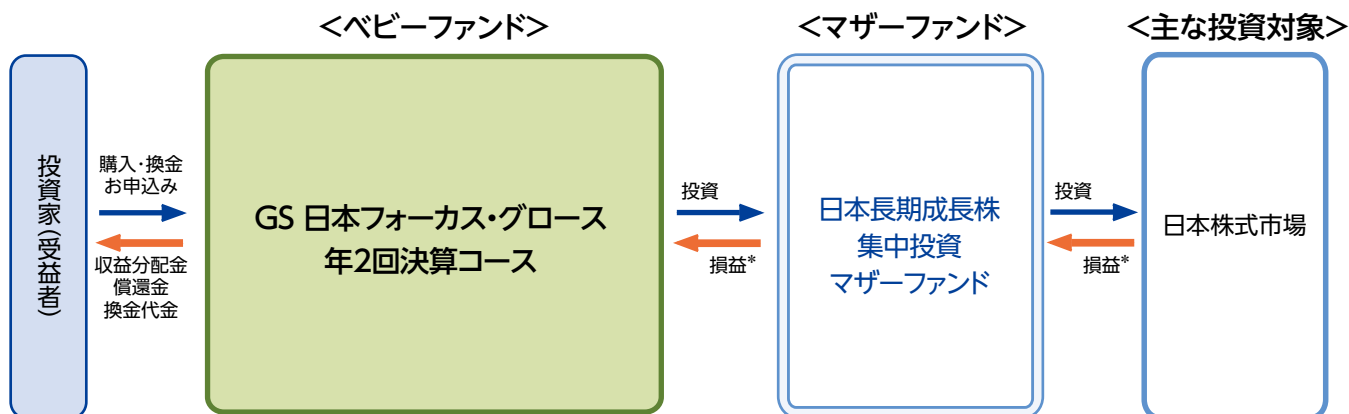 <ベビーファンド>
<マザーファンド>
<主な投資対象>
投資家(受益者)
購入・換金
お申込み
収益分配金
償還金
換金代金
GS 日本フォーカス・グロース
年2回決算コース
投資
損益*
日本長期成長株
集中投資
マザーファンド
投資
損益*
日本株式市場